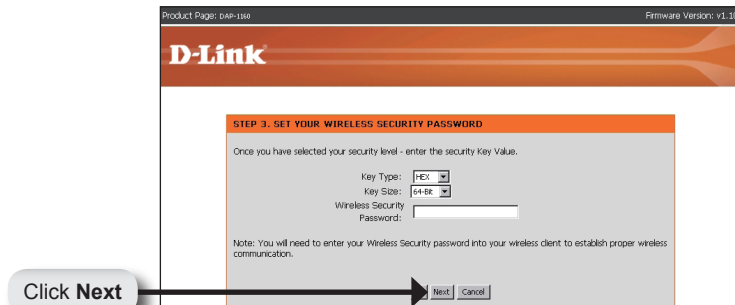 Product Page: DAP-1160
Firmware Version: v1.10
D-Link
STEP 3. SET YOUR WIRELESS SECURITY PASSWORD
Once you have selected your security level - enter the security Key Value.
Key Type: HEX
Key Size: 64-Bit
Wireless Security
Password:
Note: You will need to enter your Wireless Security password into your wireless client to establish proper wireless
communication.
Click Next
Next
Cancel